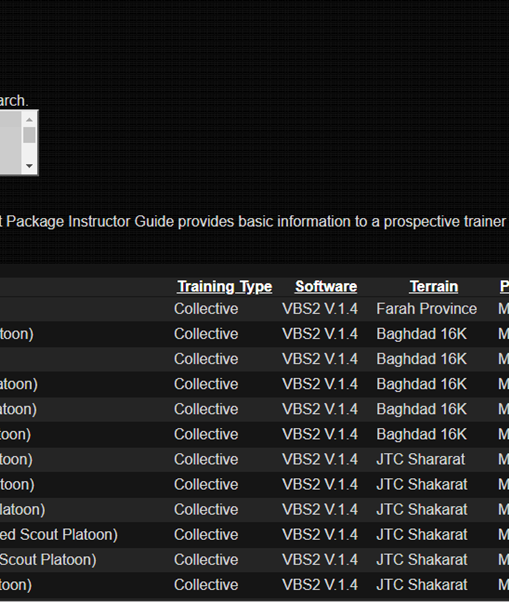 arch.
t Package Instructor Guide provides basic information to a prospective trainer
Training Type Software Terrain P
Collective VBS2 V.1.4 Farah Province M
atoon) Collective VBS2 V.1.4 Baghdad 16K M
Collective VBS2 V.1.4 Baghdad 16K M
atoon) Collective VBS2 V.1.4 Baghdad 16K M
atoon) Collective VBS2 V.1.4 Baghdad 16K M
toon) Collective VBS2 V.1.4 Baghdad 16K M
toon) Collective VBS2 V.1.4 JTC Shararat M
toon) Collective VBS2 V.1.4 JTC Shakarat M
latoon) Collective VBS2 V.1.4 JTC Shakarat M
ed Scout Platoon) Collective VBS2 V.1.4 JTC Shakarat M
Scout Platoon) Collective VBS2 V.1.4 JTC Shakarat M
toon) Collective VBS2 V.1.4 JTC Shakarat M